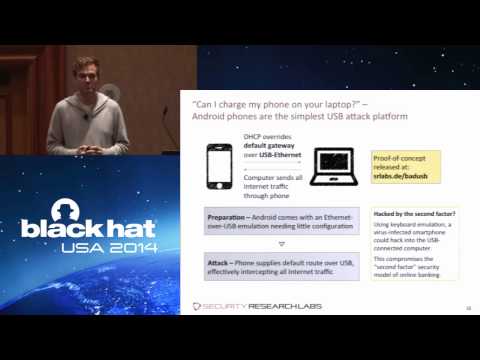 "Can I charge my phone on your laptop?" –
Android phones are the simplest USB attack platform
DHCP overrides
default gateway
over USB-Ethernet
Computer sends all
Internet traffic
through phone
Proof-of-concept
released at:
srlabs.de/badusb
Preparation – Android comes with an Ethernet-
over-USB emulation needing little configuration
Attack – Phone supplies default route over USB,
effectively intercepting all Internet traffic
Hacked by the second factor?
Using keyboard emulation, a
virus-infected smartphone
could hack into the USB-
connected computer.
This compromises the
"second factor" security
model of online banking.
SECURITY RESEARCH LABS
black hat
USA 2014